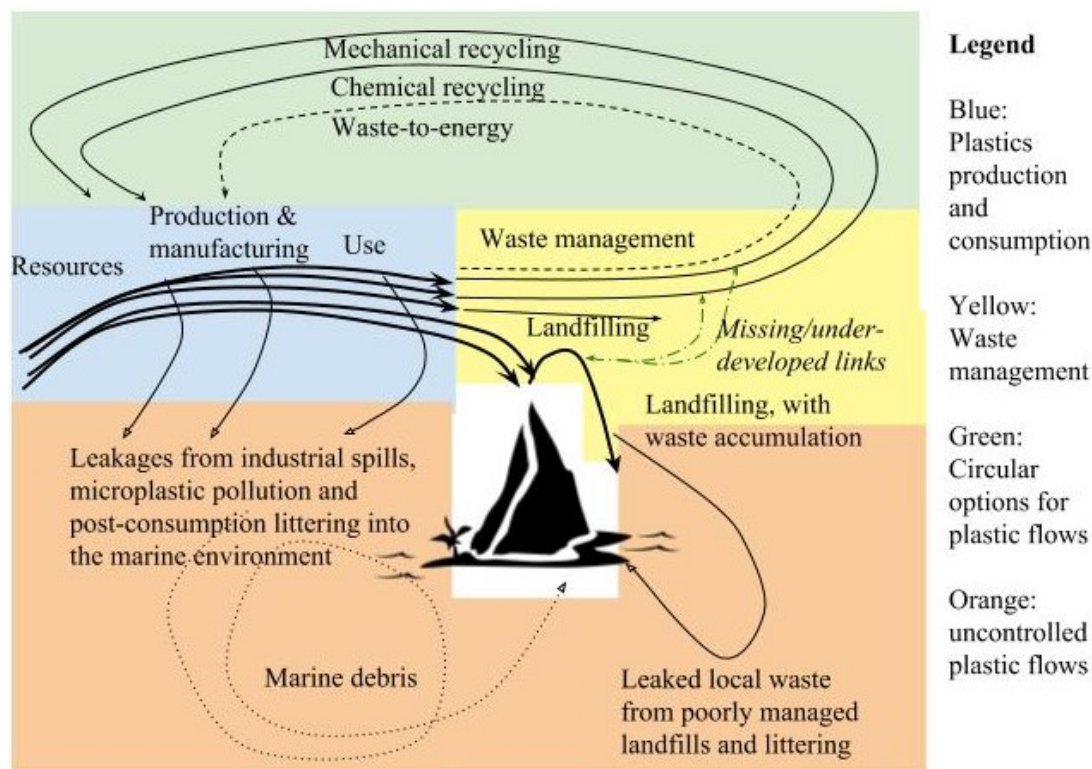 Mechanical recycling
Chemical recycling
Waste-to-energy
Production &
manufacturing
Use
Resources
Waste management
Landfilling
Missing/under-
developed links
Landfilling, with
waste accumulation
Leakages from industrial spills,
microplastic pollution and
post-consumption littering into
the marine environment
Marine debris
Leaked local waste
from poorly managed
landfills and littering
Legend
Blue:
Plastics
production
and
consumption
Yellow:
Waste
management
Green:
Circular
options for
plastic flows
Orange:
uncontrolled
plastic flows